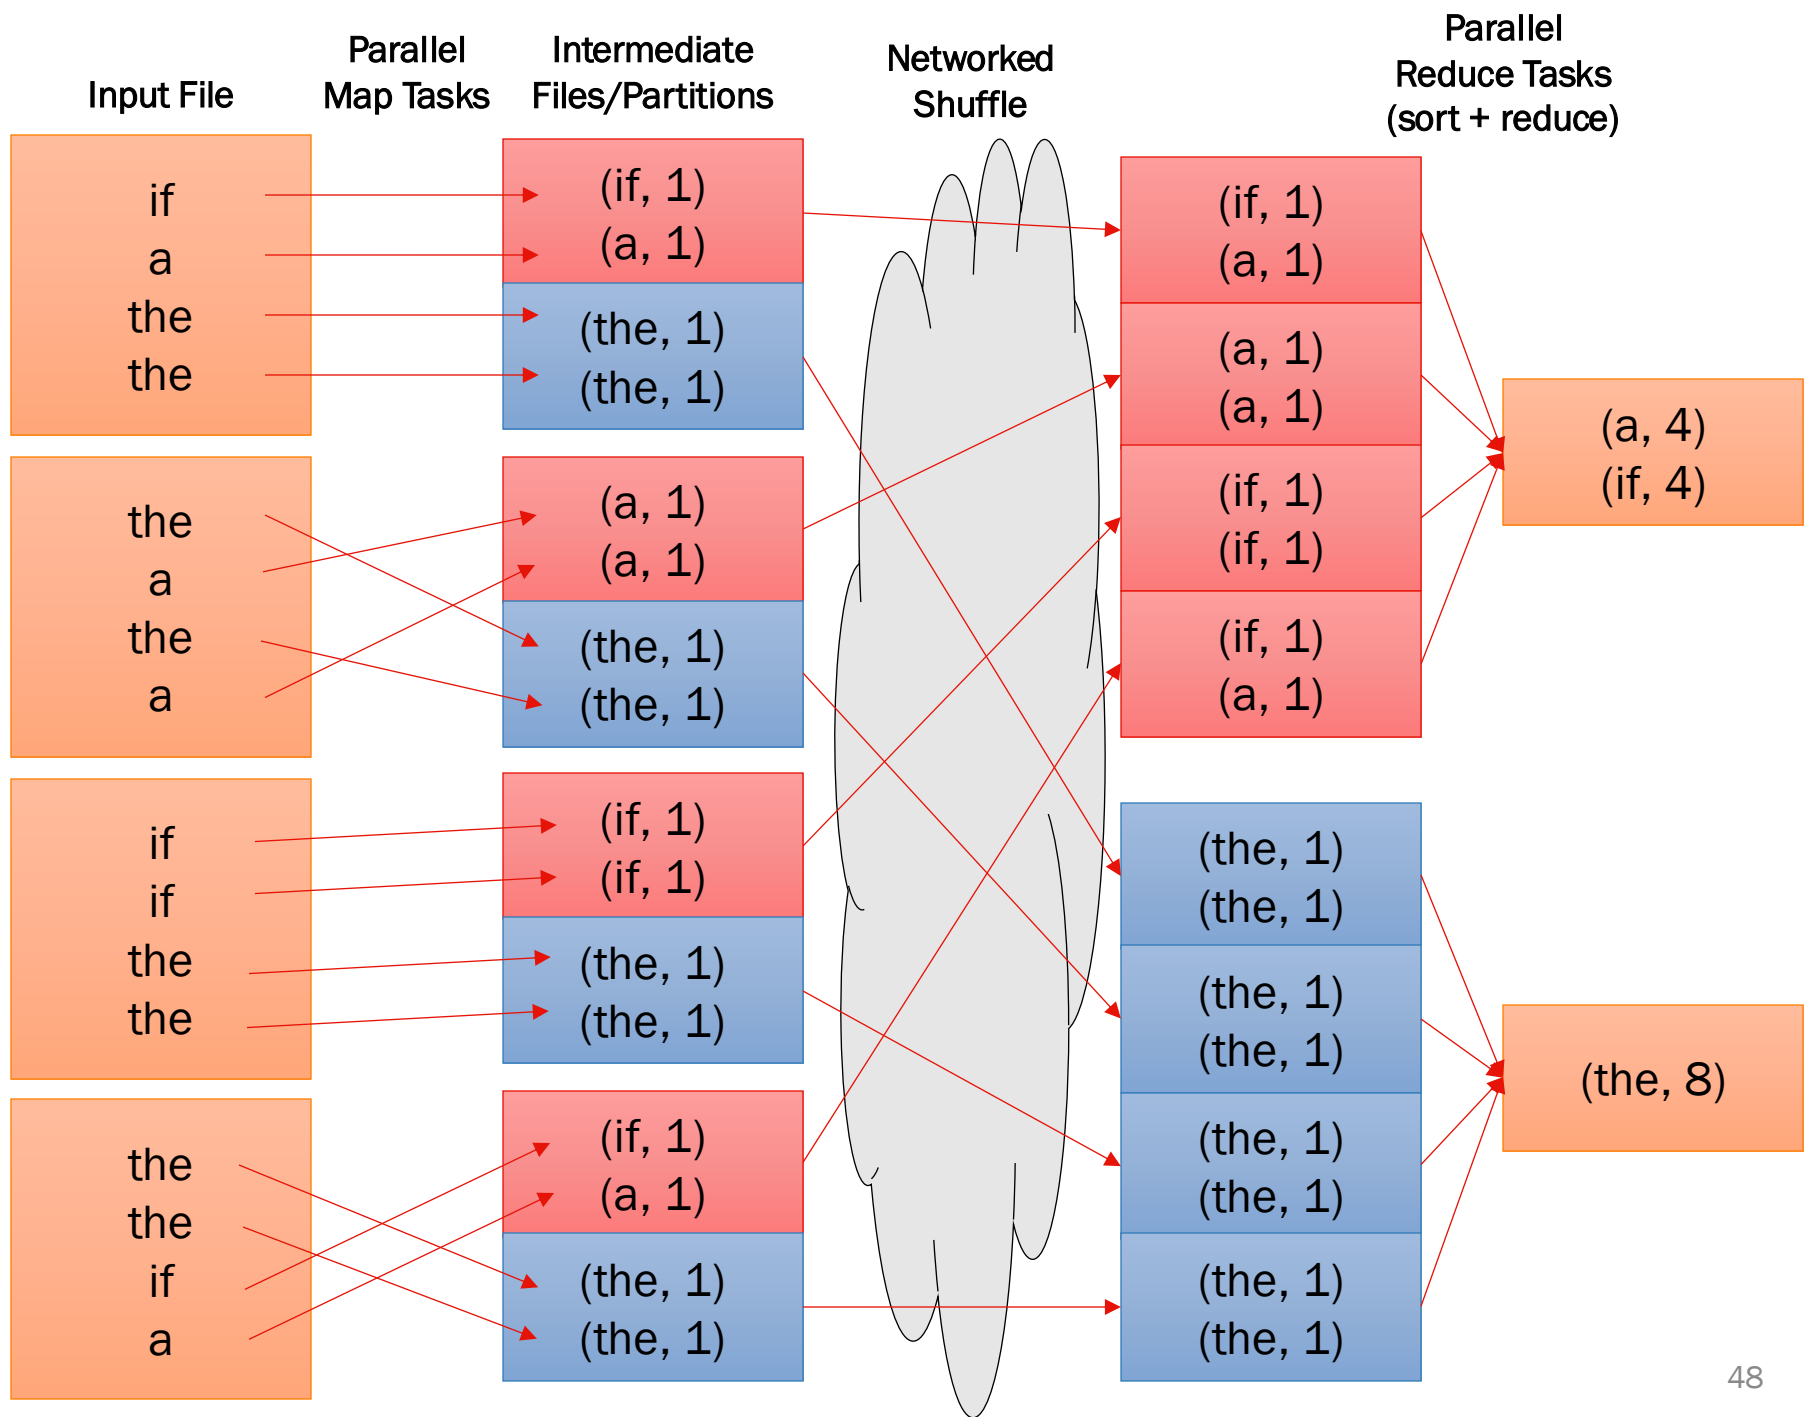 Input File
Parallel
Map Tasks
Intermediate
Files/Partitions
Networked
Shuffle
Parallel
Reduce Tasks
(sort + reduce)
if
a
the
the
the
a
the
a
if
if
the
the
the
the
if
a
(if, 1)
(a, 1)
(the, 1)
(the, 1)
(a, 1)
(a, 1)
(the, 1)
(the, 1)
(if, 1)
(if, 1)
(the, 1)
(the, 1)
(if, 1)
(a, 1)
(the, 1)
(the, 1)
(if, 1)
(a, 1)
(a, 1)
(a, 1)
(if, 1)
(if, 1)
(if, 1)
(a, 1)
(the, 1)
(the, 1)
(the, 1)
(the, 1)
(the, 1)
(the, 1)
(the, 1)
(the, 1)
(a, 4)
(if, 4)
(the, 8)
48